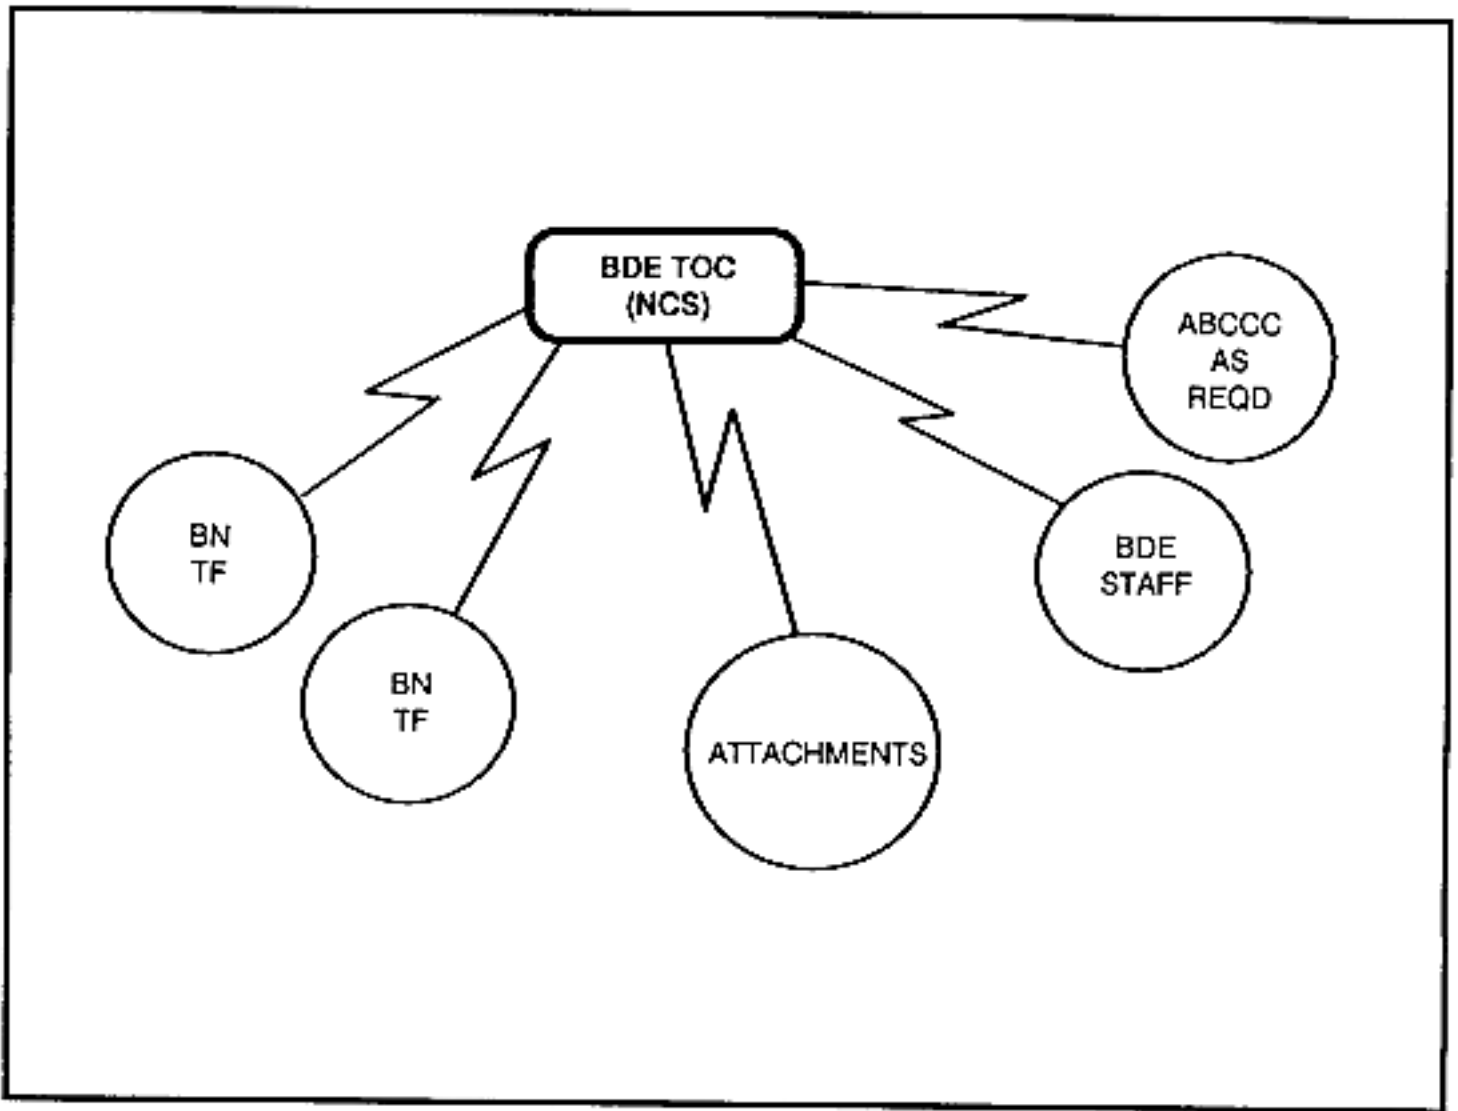 BDE TOC
(NCS)
ABCCC
AS
REQD
BN
TF
BDE
STAFF
BN
TF
ATTACHMENTS